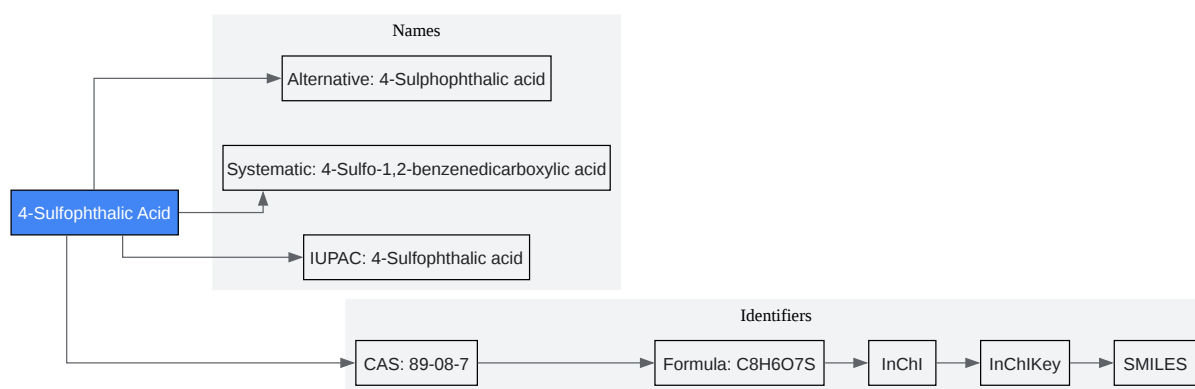 Names
Alternative: 4-Sulphophthalic acid
Systematic: 4-Sulfo-1,2-benzenedicarboxylic acid
4-Sulfophthalic Acid
IUPAC: 4-Sulfophthalic acid
Identifiers
CAS: 89-08-7
Formula: C8H6O7S
InChI
InChIKey
SMILES